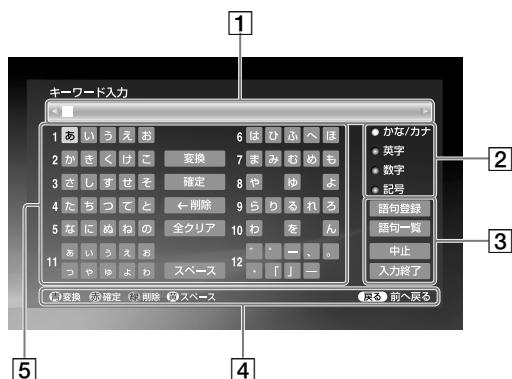 1
キーワード入力
1 あ い う え お
6 は ひ ふ へ ほ
かな/カナ
英字
2
2 か き く け こ
変換
7 ま み む め も
数字
3 さ し す せ そ
確定
8 や ゆ よ
記号
4 た ち つ て と
←削除
9 ら り る れ ろ
語句登録
5 な に ぬ ね の
全クリア
10 わ を ん
語句一覧
3
11 ぁ ぃ ぅ ぇ ぉ
っ ゃ ゅ ょ ゎ
スペース
12 ゛ ゜ ー 、 。
・ 「 」 ―
中止
入力終了
青 変換 赤 確定 緑 削除 黄 スペース
戻る 前へ戻る
5
4